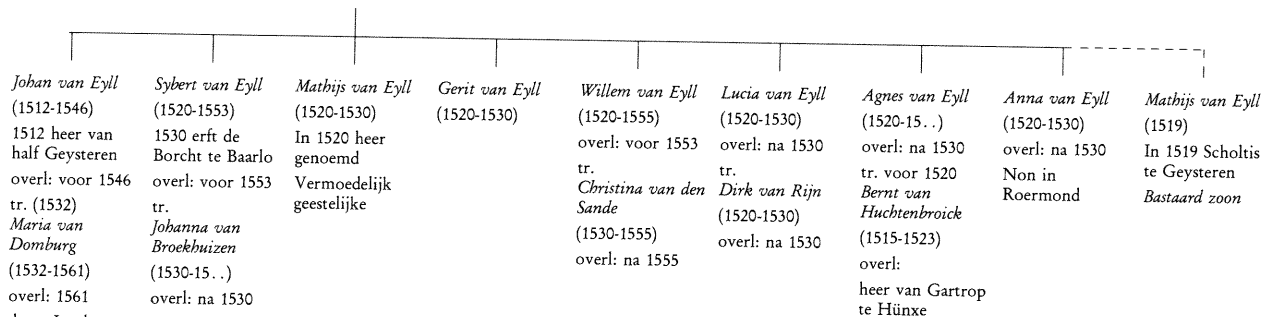 Johan van Eyll
(1512-1546)
1512 heer van
half Geysteren
overl: voor 1546
tr. (1532)
Maria van
Domburg
(1532-1561)
overl: 1561
Sybert van Eyll
(1520-1553)
1530 erft de
Borcht te Baarlo
overl: voor 1553
tr.
Johanna van
Broekhuizen
(1530-15..)
overl: na 1530
Mathijs van Eyll
(1520-1530)
In 1520 heer
genoemd
Vermoedelijk
geestelijke
Gerit van Eyll
(1520-1530)
Willem van Eyll
(1520-1555)
overl: voor 1553
tr.
Christina van den
Sande
(1530-1555)
overl: na 1555
Lucia van Eyll
(1520-1530)
overl: na 1530
tr.
Dirk van Rijn
(1520-1530)
overl: na 1530
Agnes van Eyll
(1520-15..)
overl: na 1530
tr. voor 1520
Bernt van
Huchtenbroick
(1515-1523)
overl:
heer van Gartrop
te Hünxe
Anna van Eyll
(1520-1530)
overl: na 1530
Non in
Roermond
Mathijs van Eyll
(1519)
In 1519 Scholtis
te Geysteren
Bastaard zoon